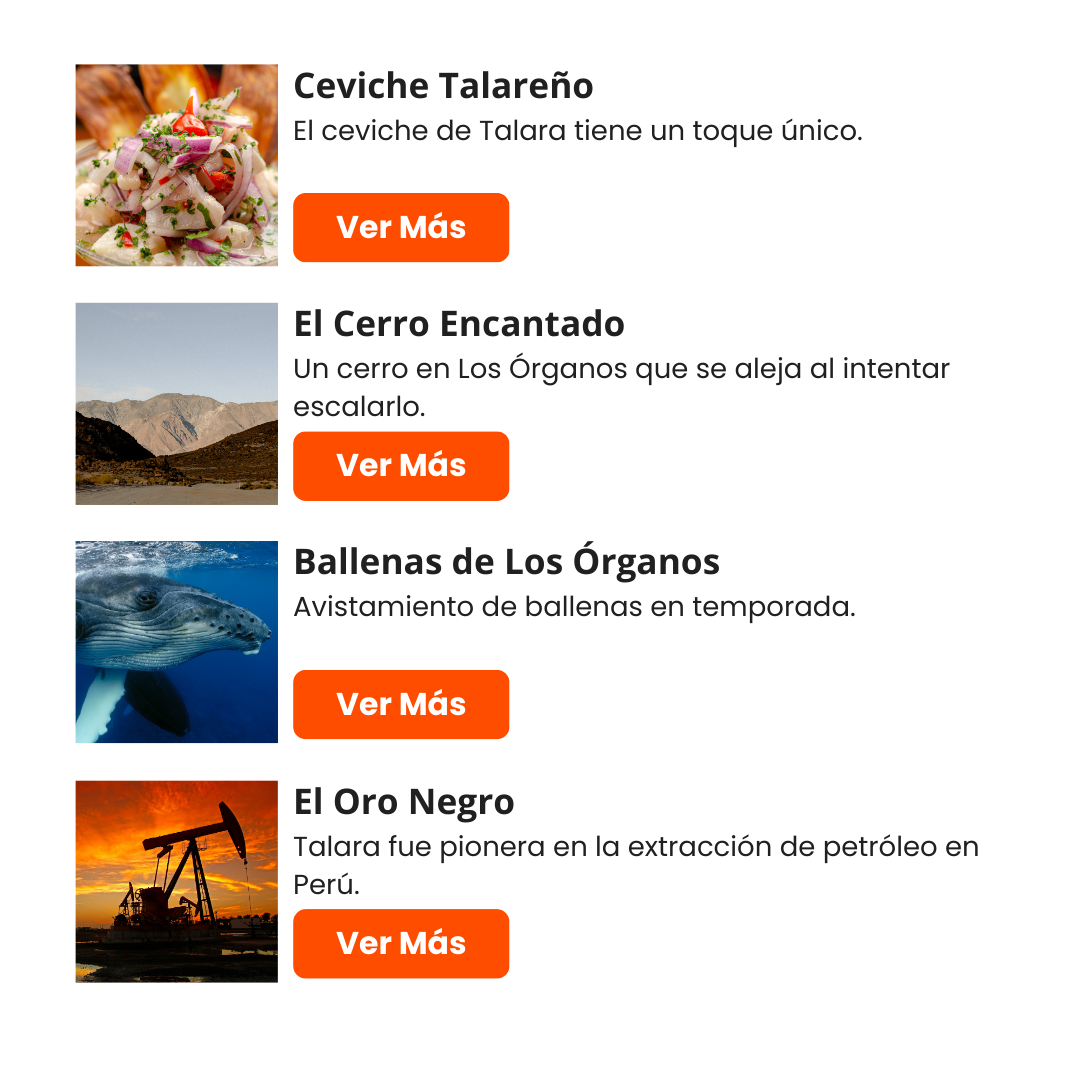 Ceviche Talareño
El ceviche de Talara tiene un toque único.
Ver Más
El Cerro Encantado
Un cerro en Los Órganos que se aleja al intentar
escalarlo.
Ver Más
Ballenas de Los Órganos
Avistamiento de ballenas en temporada.
Ver Más
El Oro Negro
Talara fue pionera en la extracción de petróleo en
Perú.
Ver Más